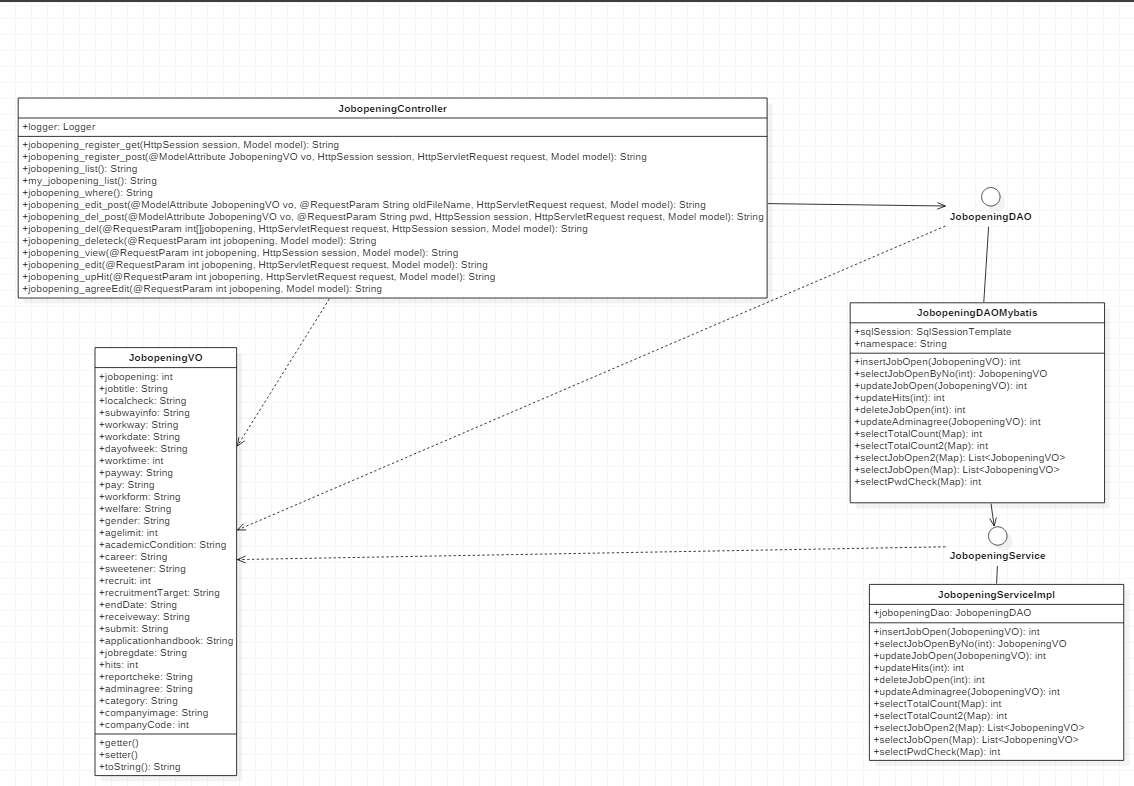 JobopeningController
+logger: Logger
+jobopening_register_get(HttpSession session, Model model): String
+jobopening_register_post(@ModelAttribute JobopeningVO vo, HttpSession session, HttpServletRequest request, Model model): String
+jobopening_list(): String
+my_jobopening_list(): String
+jobopening_where(): String
+jobopening_edit_post(@ModelAttribute JobopeningVO vo, @RequestParam String oldFileName, HttpServletRequest request, Model model): String
+jobopening_del_post(@ModelAttribute JobopeningVO vo, @RequestParam String pwd, HttpSession session, HttpServletRequest request, Model model): String
+jobopening_del(@RequestParam int[]jobopening, HttpServletRequest request, HttpSession session, Model model): String
+jobopening_deleteck(@RequestParam int jobopening, Model model): String
+jobopening_view(@RequestParam int jobopening, HttpSession session, Model model): String
+jobopening_edit(@RequestParam int jobopening, HttpServletRequest request, Model model): String
+jobopening_upHit(@RequestParam int jobopening, HttpServletRequest request, Model model): String
+jobopening_agreeEdit(@RequestParam int jobopening, Model model): String
JobopeningDAO
JobopeningDAOMybatis
+sqlSession: SqlSessionTemplate
+namespace: String
+insertJobOpen(JobopeningVO): int
+selectJobOpenByNo(int): JobopeningVO
+updateJobOpen(JobopeningVO): int
+updateHits(int): int
+deleteJobOpen(int): int
+updateAdminagree(JobopeningVO): int
+selectTotalCount(Map): int
+selectTotalCount2(Map): int
+selectJobOpen2(Map): List<JobopeningVO>
+selectJobOpen(Map): List<JobopeningVO>
+selectPwdCheck(Map): int
JobopeningVO
+jobopening: int
+jobtitle: String
+localcheck: String
+subwayinfo: String
+workway: String
+workdate: String
+dayofweek: String
+worktime: int
+payway: String
+pay: String
+workform: String
+welfare: String
+gender: String
+agelimit: int
+academicCondition: String
+career: String
+sweetener: String
+recruit: int
+recruitmentTarget: String
+endDate: String
+receiveway: String
+submit: String
+applicationhandbook: String
+jobregdate: String
+hits: int
+reportcheke: String
+adminagree: String
+category: String
+companyimage: String
+companyCode: int
+getter()
+setter()
+toString(): String
JobopeningService
JobopeningServiceImpl
+jobopeningDao: JobopeningDAO
+insertJobOpen(JobopeningVO): int
+selectJobOpenByNo(int): JobopeningVO
+updateJobOpen(JobopeningVO): int
+updateHits(int): int
+deleteJobOpen(int): int
+updateAdminagree(JobopeningVO): int
+selectTotalCount(Map): int
+selectTotalCount2(Map): int
+selectJobOpen2(Map): List<JobopeningVO>
+selectJobOpen(Map): List<JobopeningVO>
+selectPwdCheck(Map): int